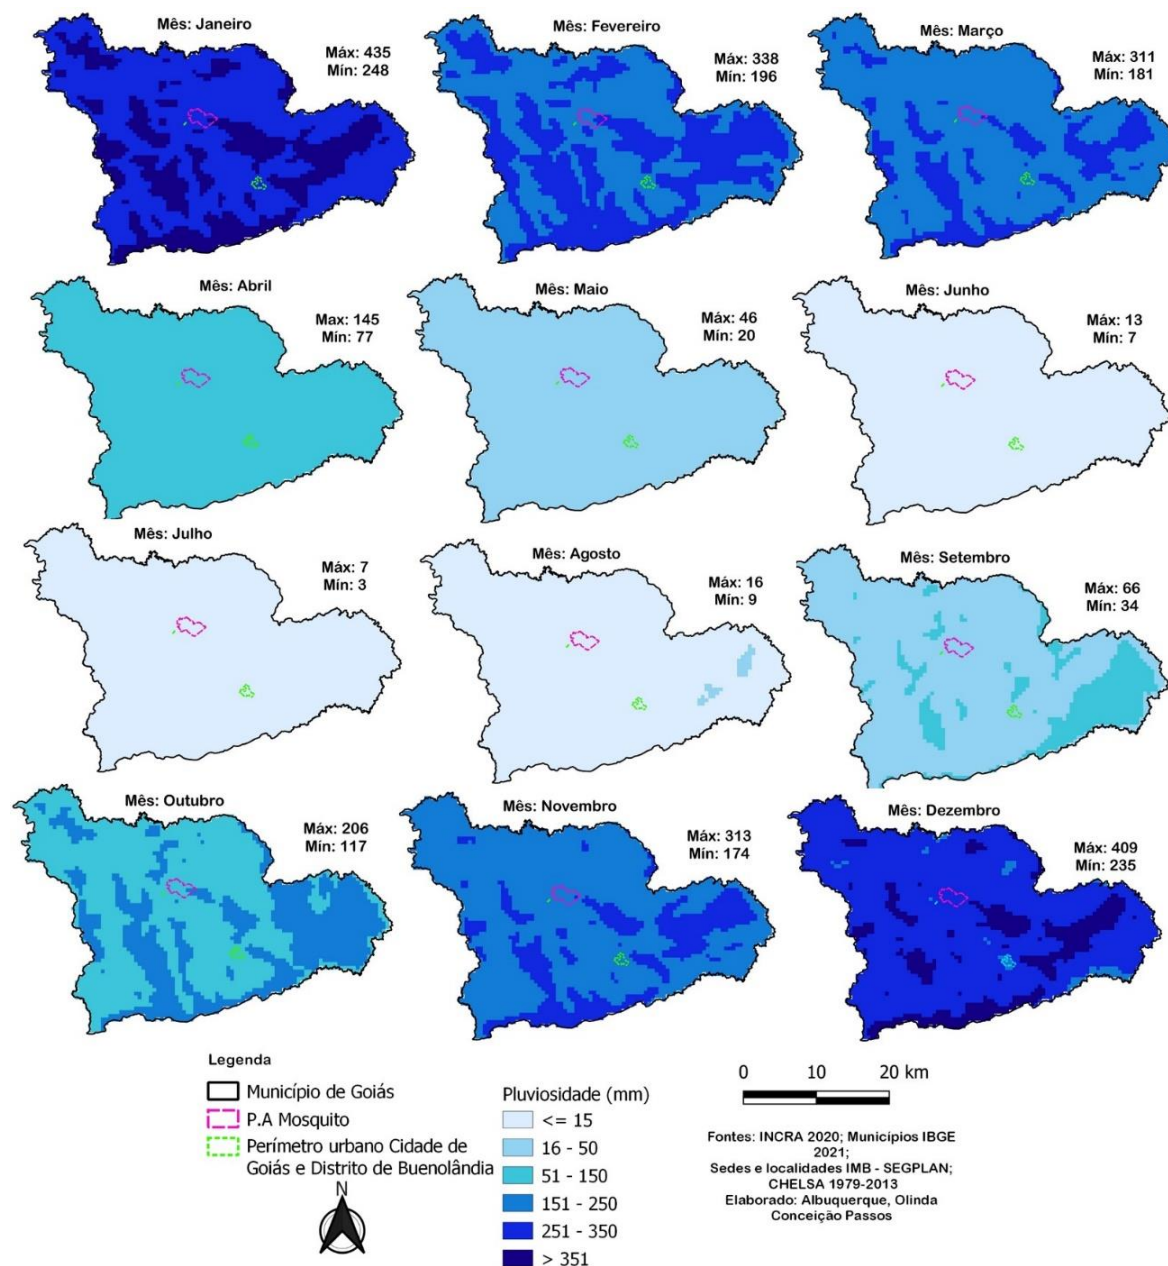 Mês: Janeiro
Máx: 435
Mín: 248
Mês: Fevereiro
Máx: 338
Mín: 196
Mês: Março
Máx: 311
Mín: 181
Mês: Abril
Max: 145
Mín: 77
Mês: Maio
Máx: 46
Mín: 20
Mês: Junho
Máx: 13
Mín: 7
Mês: Julho
Máx: 7
Mín: 3
Mês: Agosto
Máx: 16
Mín: 9
Mês: Setembro
Máx: 66
Mín: 34
Mês: Outubro
Máx: 206
Mín: 117
Mês: Novembro
Máx: 313
Mín: 174
Mês: Dezembro
Máx: 409
Mín: 235
Legenda
Município de Goiás
P.A Mosquito
Perímetro urbano Cidade de
Goiás e Distrito de Buenolândia
N
Pluviosidade (mm)
<= 15
16 - 50
51 - 150
151 - 250
251 - 350
> 351
0 10 20 km
Fontes: INCRA 2020; Municípios IBGE
2021;
Sedes e localidades IMB - SEGPLAN;
CHELSA 1979-2013
Elaborado: Albuquerque, Olinda
Conceição Passos